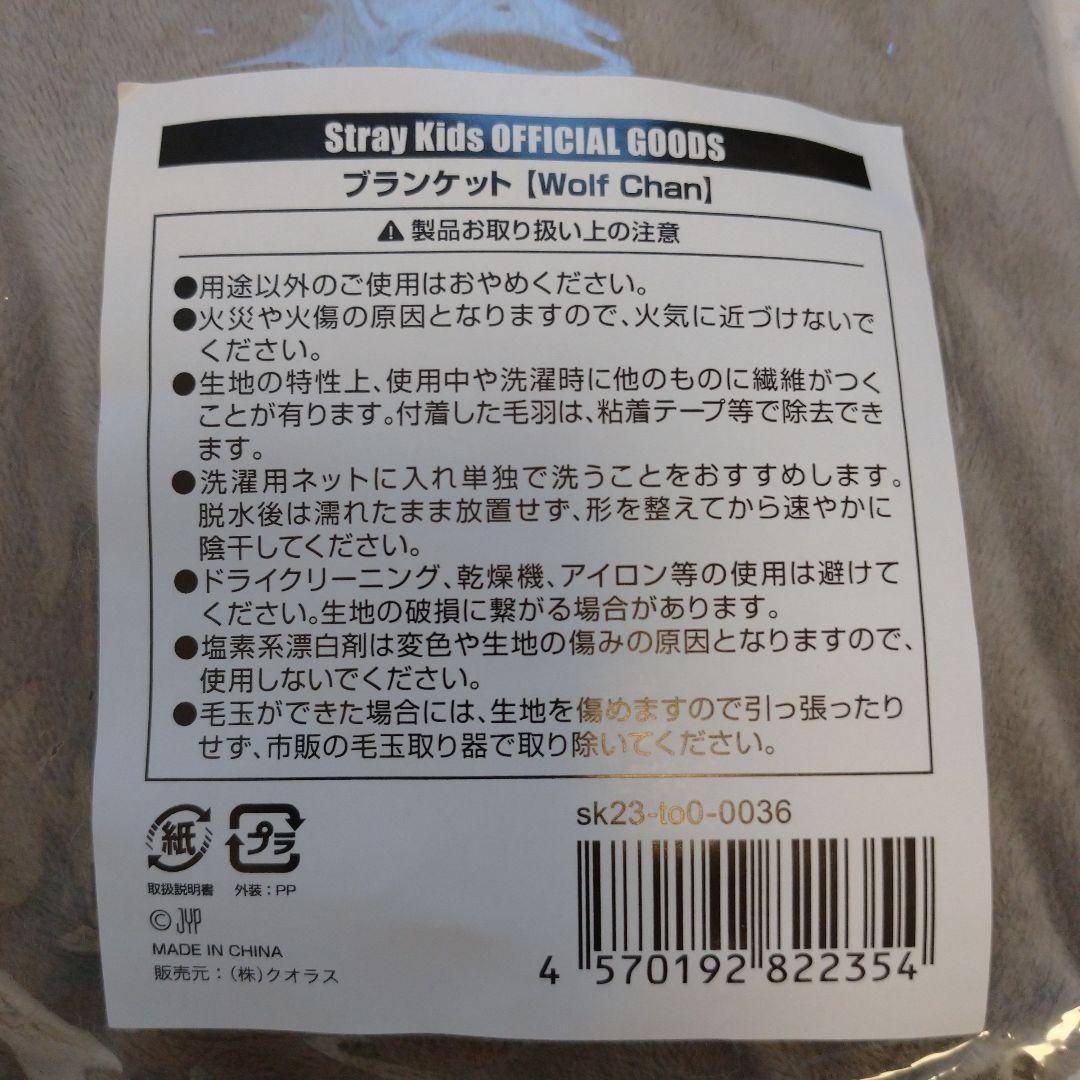 Stray Kids OFFICIAL GOODS
ブランケット【Wolf Chan】
⚠製品お取り扱い上の注意
●用途以外のご使用はおやめください。
●火災や火傷の原因となりますので、火気に近づけないで
ください。
●生地の特性上、使用中や洗濯時に他のものに繊維がつく
ことが有ります。付着した毛羽は、粘着テープ等で除去でき
ます。
●洗濯用ネットに入れ単独で洗うことをおすすめします。
脱水後は濡れたまま放置せず、形を整えてから速やかに
陰干してください。
●ドライクリーニング、乾燥機、アイロン等の使用は避けて
ください。生地の破損に繋がる場合があります。
●塩素系漂白剤は変色や生地の傷みの原因となりますので、
使用しないでください。
●毛玉ができた場合には、生地を傷めますので引っ張ったり
せず、市販の毛玉取り器で取り除いてください。
紙 プラ
取扱説明書 外装：PP
©JYP
MADE IN CHINA
販売元：（株）クオラス
sk23-to0-0036
4 570192 822354